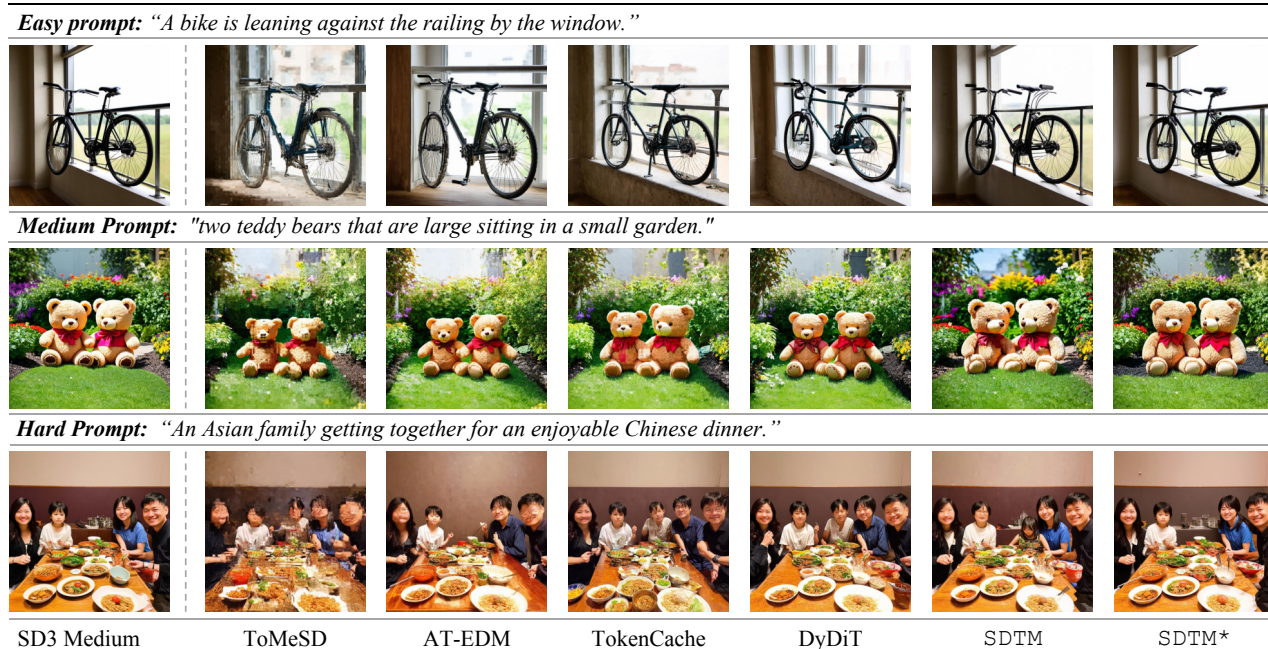 Easy prompt: “A bike is leaning against the railing by the window.”
Medium Prompt: "two teddy bears that are large sitting in a small garden."
Hard Prompt: “An Asian family getting together for an enjoyable Chinese dinner.”
SD3 Medium ToMeSD AT-EDM TokenCache DyDiT SDTM SDTM*